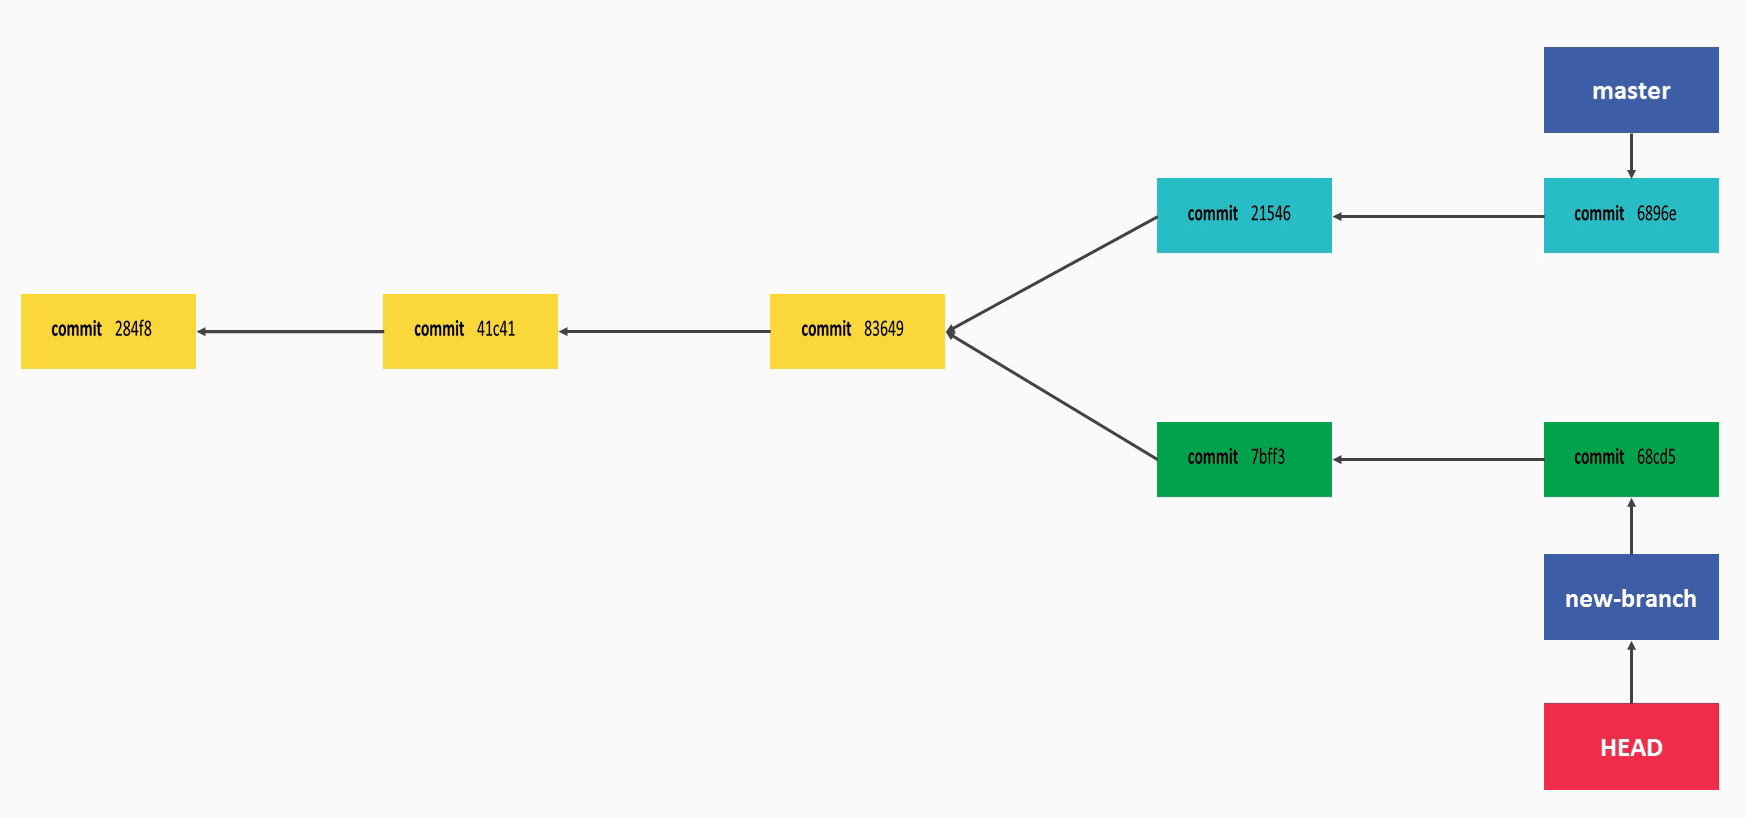 master
commit 21546
commit 6896e
commit 284f8
commit 41c41
commit 83649
commit 7bff3
commit 68cd5
new-branch
HEAD